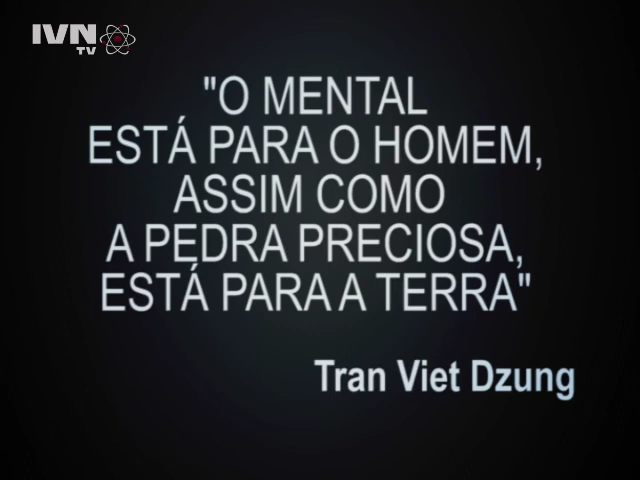 IVN
TV
"O MENTAL
ESTÁ PARA O HOMEM,
ASSIM COMO
A PEDRA PRECIOSA,
ESTÁ PARA A TERRA"
Tran Viet Dzung